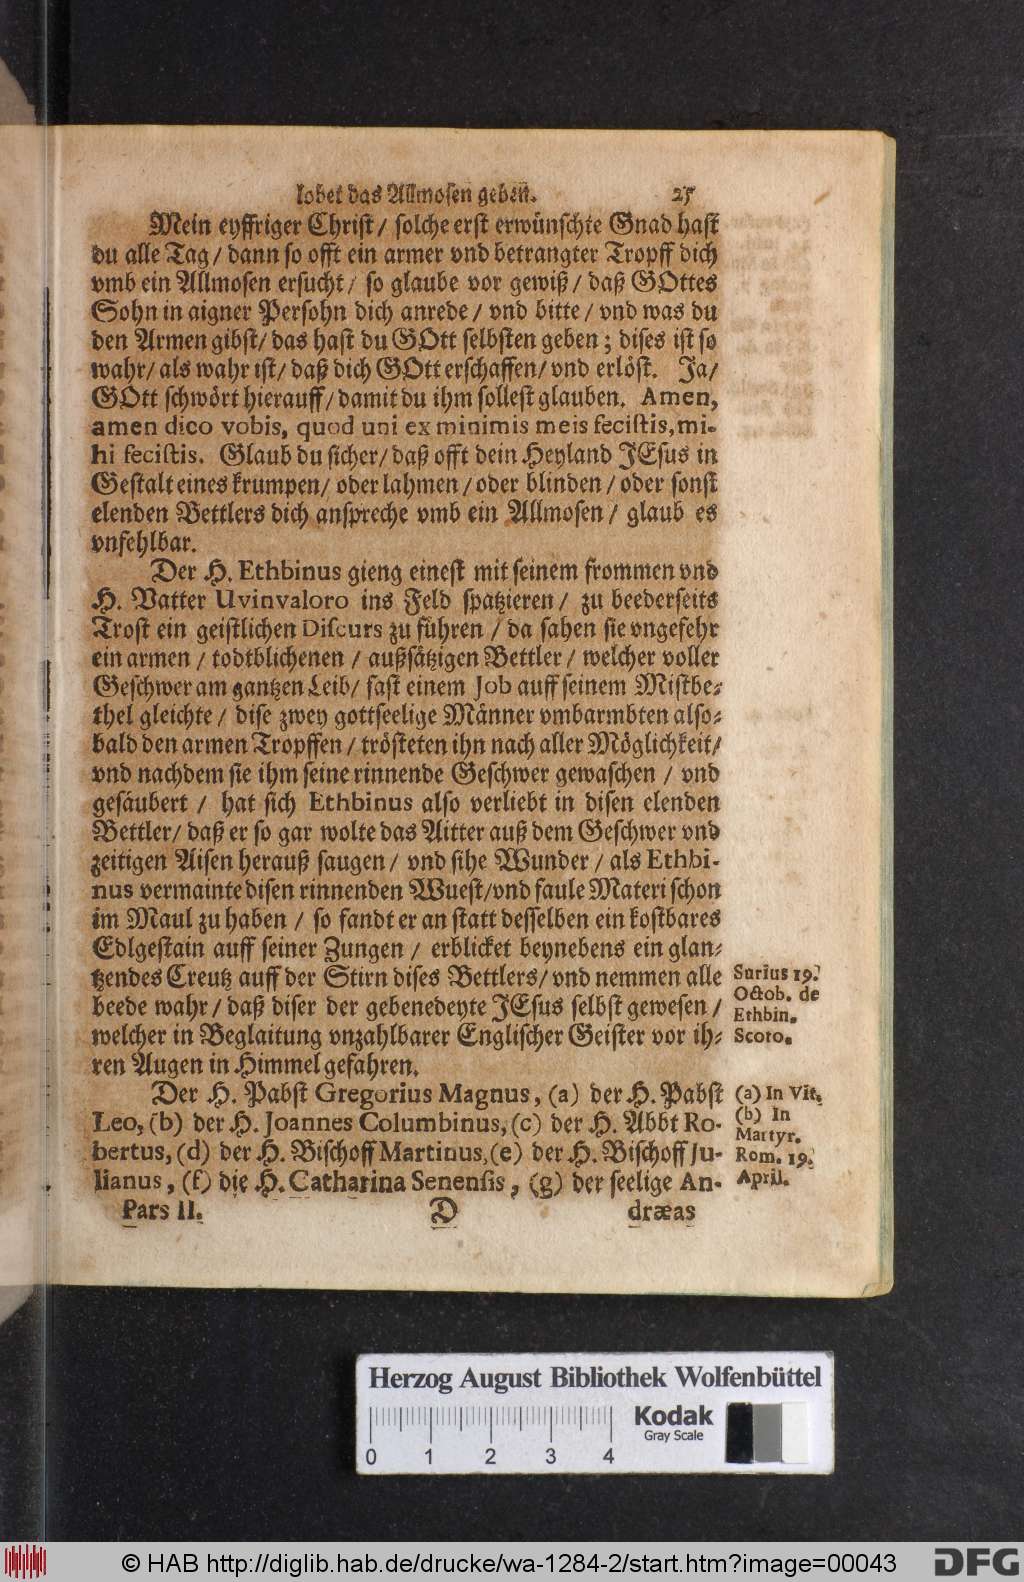 lobet das Allmosen geben. 25
Mein eyffriger Christ / solche erst erwünschte Gnad hast
du alle Tag / dann so offt ein armer vnd betrangter Tropff dich
vmb ein Allmosen ersucht / so glaube vor gewiß / daß GOttes
Sohn in aigner Persohn dich anrede / vnd bitte / vnd was du
den Armen gibst / das hast du GOtt selbsten geben ; dises ist so
wahr / als wahr ist / daß dich GOtt erschaffen / vnd erlöst. Ja /
GOtt schwört hierauff / damit du ihm sollest glauben. Amen,
amen dico vobis, quod uni ex minimis meis fecistis, mi-
hi fecistis. Glaub du sicher / daß offt dein Heyland JEsus in
Gestalt eines krumpen / oder lahmen / oder blinden / oder sonst
elenden Bettlers dich anspreche vmb ein Allmosen / glaub es
vnfehlbar.
Der H. Ethbinus gieng einest mit seinem frommen vnd
H. Vatter Uvinvaloro ins Feld spatzieren / zu beederseits
Trost ein geistlichen Discurs zu führen / da sahen sie vngefehr
ein armen / todtblichenen / außsätzigen Bettler / welcher voller
Geschwer am gantzen Leib / fast einem Job auff seinem Mistbe-
thel gleichte / dise zwey gottseelige Männer vmbarmbten also-
bald den armen Tropffen / trösteten ihn nach aller Möglichkeit /
vnd nachdem sie ihm seine rinnende Geschwer gewaschen / vnd
gesäubert / hat sich Ethbinus also verliebt in disen elenden
Bettler / daß er so gar wolte das Aitter auß dem Geschwer vnd
zeitigen Aisen herauß saugen / vnd sihe Wunder / als Ethbi-
nus vermainte disen rinnenden Wuest / vnd faule Materi schon
im Maul zu haben / so fandt er an statt desselben ein kostbares
Edlgestain auff seiner Zungen / erblicket beynebens ein glan-
tzendes Creutz auff der Stirn dises Bettlers / vnd nemmen alle
beede wahr / daß diser der gebenedeyte JEsus selbst gewesen /
welcher in Beglaitung vnzahlbarer Englischer Geister vor ih-
ren Augen in Himmel gefahren.
Surius 19.
Octob. de
Ethbin.
Scoto.
Der H. Pabst Gregorius Magnus, (a) der H. Pabst
Leo, (b) der H. Joannes Columbinus, (c) der H. Abbt Ro-
bertus, (d) der H. Bischoff Martinus, (e) der H. Bischoff Ju-
lianus, (f) die H. Catharina Senensis, (g) der seelige An-
(a) In Vit.
(b) In
Martyr.
Rom. 19.
April.
Pars II. D dræas
Herzog August Bibliothek Wolfenbüttel
0 1 2 3 4
Kodak
Gray Scale
© HAB http://diglib.hab.de/drucke/wa-1284-2/start.htm?image=00043
DFG